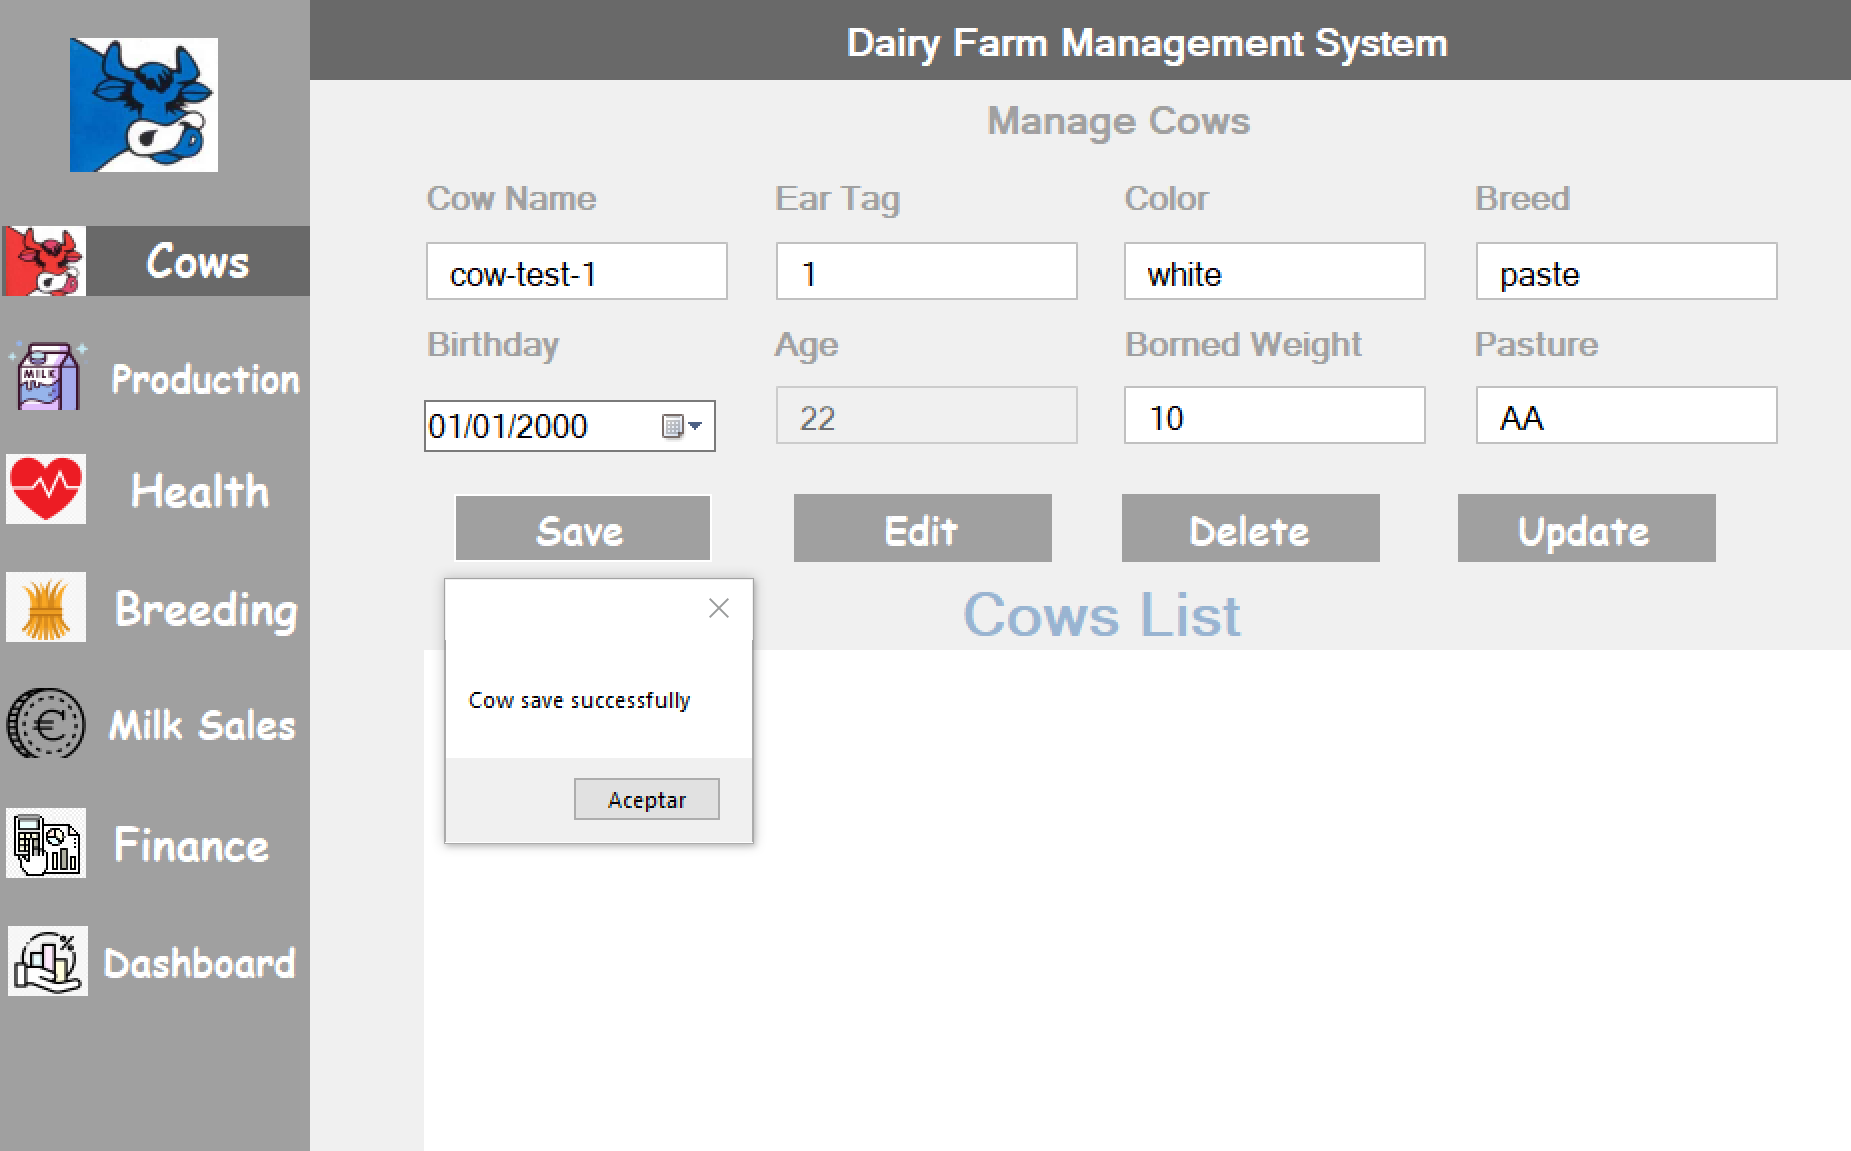 Dairy Farm Management System
Manage Cows
Cow Name Ear Tag Color Breed
cow-test-1 1 white paste
Birthday Age Borned Weight Pasture
01/01/2000 22 10 AA
Save Edit Delete Update
Cows List
Cow save successfully
Aceptar
Cows
MILK
Production
Health
Breeding
€
Milk Sales
Finance
%
Dashboard